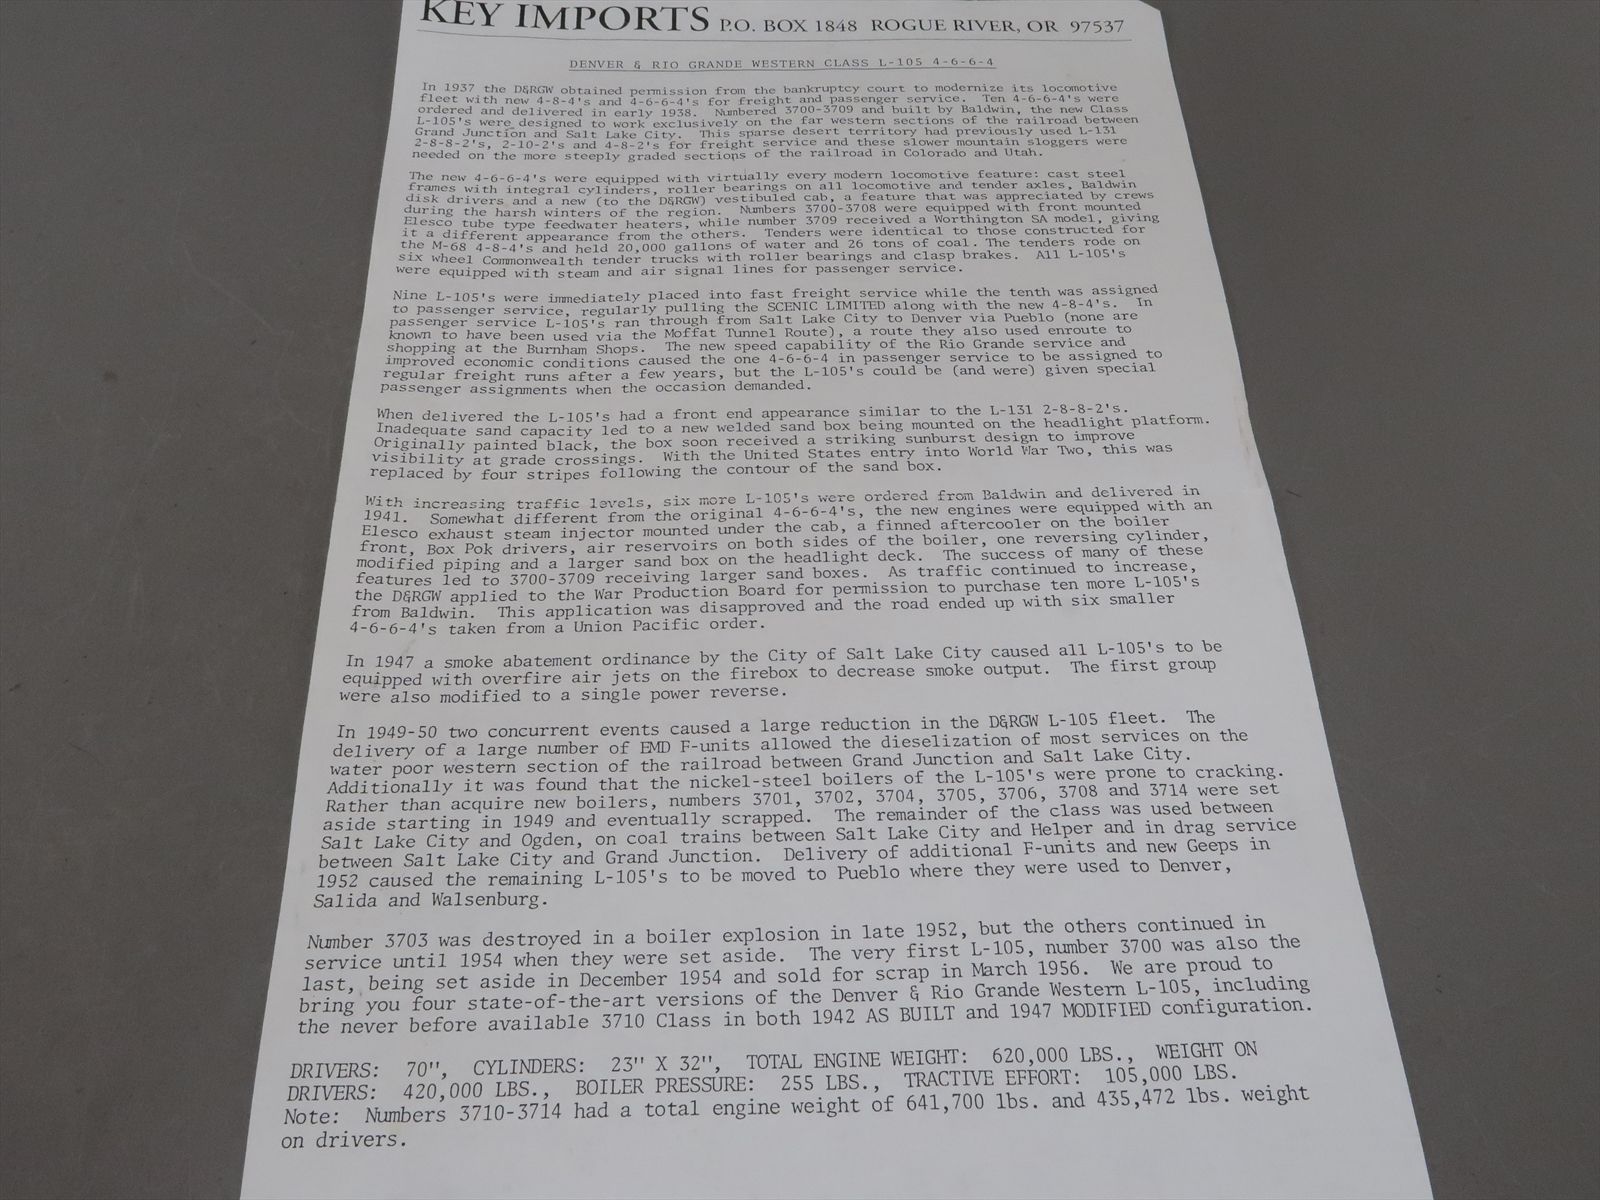 KEY IMPORTS P.O. BOX 1848 ROGUE RIVER, OR 97537
DENVER & RIO GRANDE WESTERN CLASS L-105 4-6-6-4
In 1937 the D&RGW obtained permission from the bankruptcy court to modernize its locomotive
fleet with new 4-8-4's and 4-6-6-4's for freight and passenger service. Ten 4-6-6-4's were
ordered and delivered in early 1938. Numbered 3700-3709 and built by Baldwin, the new Class
L-105's were designed to work exclusively on the far western sections of the railroad between
Grand Junction and Salt Lake City. This sparse desert territory had previously used L-131
2-8-8-2's, 2-10-2's and 4-8-2's for freight service and these slower mountain sloggers were
needed on the more steeply graded sections of the railroad in Colorado and Utah.
The new 4-6-6-4's were equipped with virtually every modern locomotive feature: cast steel
frames with integral cylinders, roller bearings on all locomotive and tender axles, Baldwin
disk drivers and a new (to the D&RGW) vestibuled cab, a feature that was appreciated by crews
during the harsh winters of the region. Numbers 3700-3708 were equipped with front mounted
Elesco tube type feedwater heaters, while number 3709 received a Worthington SA model, giving
it a different appearance from the others. Tenders were identical to those constructed for
the M-68 4-8-4's and held 20,000 gallons of water and 26 tons of coal. The tenders rode on
six wheel Commonwealth tender trucks with roller bearings and clasp brakes. All L-105's
were equipped with steam and air signal lines for passenger service.
Nine L-105's were immediately placed into fast freight service while the tenth was assigned
to passenger service, regularly pulling the SCENIC LIMITED along with the new 4-8-4's. In
passenger service L-105's ran through from Salt Lake City to Denver via Pueblo (none are
known to have been used via the Moffat Tunnel Route), a route they also used enroute to
shopping at the Burnham Shops. The new speed capability of the Rio Grande service and
improved economic conditions caused the one 4-6-6-4 in passenger service to be assigned to
regular freight runs after a few years, but the L-105's could be (and were) given special
passenger assignments when the occasion demanded.
When delivered the L-105's had a front end appearance similar to the L-131 2-8-8-2's.
Inadequate sand capacity led to a new welded sand box being mounted on the headlight platform.
Originally painted black, the box soon received a striking sunburst design to improve
visibility at grade crossings. With the United States entry into World War Two, this was
replaced by four stripes following the contour of the sand box.
With increasing traffic levels, six more L-105's were ordered from Baldwin and delivered in
1941. Somewhat different from the original 4-6-6-4's, the new engines were equipped with an
Elesco exhaust steam injector mounted under the cab, a finned aftercooler on the boiler
front, Box Pok drivers, air reservoirs on both sides of the boiler, one reversing cylinder,
modified piping and a larger sand box on the headlight deck. The success of many of these
features led to 3700-3709 receiving larger sand boxes. As traffic continued to increase,
the D&RGW applied to the War Production Board for permission to purchase ten more L-105's
from Baldwin. This application was disapproved and the road ended up with six smaller
4-6-6-4's taken from a Union Pacific order.
In 1947 a smoke abatement ordinance by the City of Salt Lake City caused all L-105's to be
equipped with overfire air jets on the firebox to decrease smoke output. The first group
were also modified to a single power reverse.
In 1949-50 two concurrent events caused a large reduction in the D&RGW L-105 fleet. The
delivery of a large number of EMD F-units allowed the dieselization of most services on the
water poor western section of the railroad between Grand Junction and Salt Lake City.
Additionally it was found that the nickel-steel boilers of the L-105's were prone to cracking.
Rather than acquire new boilers, numbers 3701, 3702, 3704, 3705, 3706, 3708 and 3714 were set
aside starting in 1949 and eventually scrapped. The remainder of the class was used between
Salt Lake City and Ogden, on coal trains between Salt Lake City and Helper and in drag service
between Salt Lake City and Grand Junction. Delivery of additional F-units and new Geeps in
1952 caused the remaining L-105's to be moved to Pueblo where they were used to Denver,
Salida and Walsenburg.
Number 3703 was destroyed in a boiler explosion in late 1952, but the others continued in
service until 1954 when they were set aside. The very first L-105, number 3700 was also the
last, being set aside in December 1954 and sold for scrap in March 1956. We are proud to
bring you four state-of-the-art versions of the Denver & Rio Grande Western L-105, including
the never before available 3710 Class in both 1942 AS BUILT and 1947 MODIFIED configuration.
DRIVERS: 70", CYLINDERS: 23" X 32", TOTAL ENGINE WEIGHT: 620,000 LBS., WEIGHT ON
DRIVERS: 420,000 LBS., BOILER PRESSURE: 255 LBS., TRACTIVE EFFORT: 105,000 LBS.
Note: Numbers 3710-3714 had a total engine weight of 641,700 lbs. and 435,472 lbs. weight
on drivers.